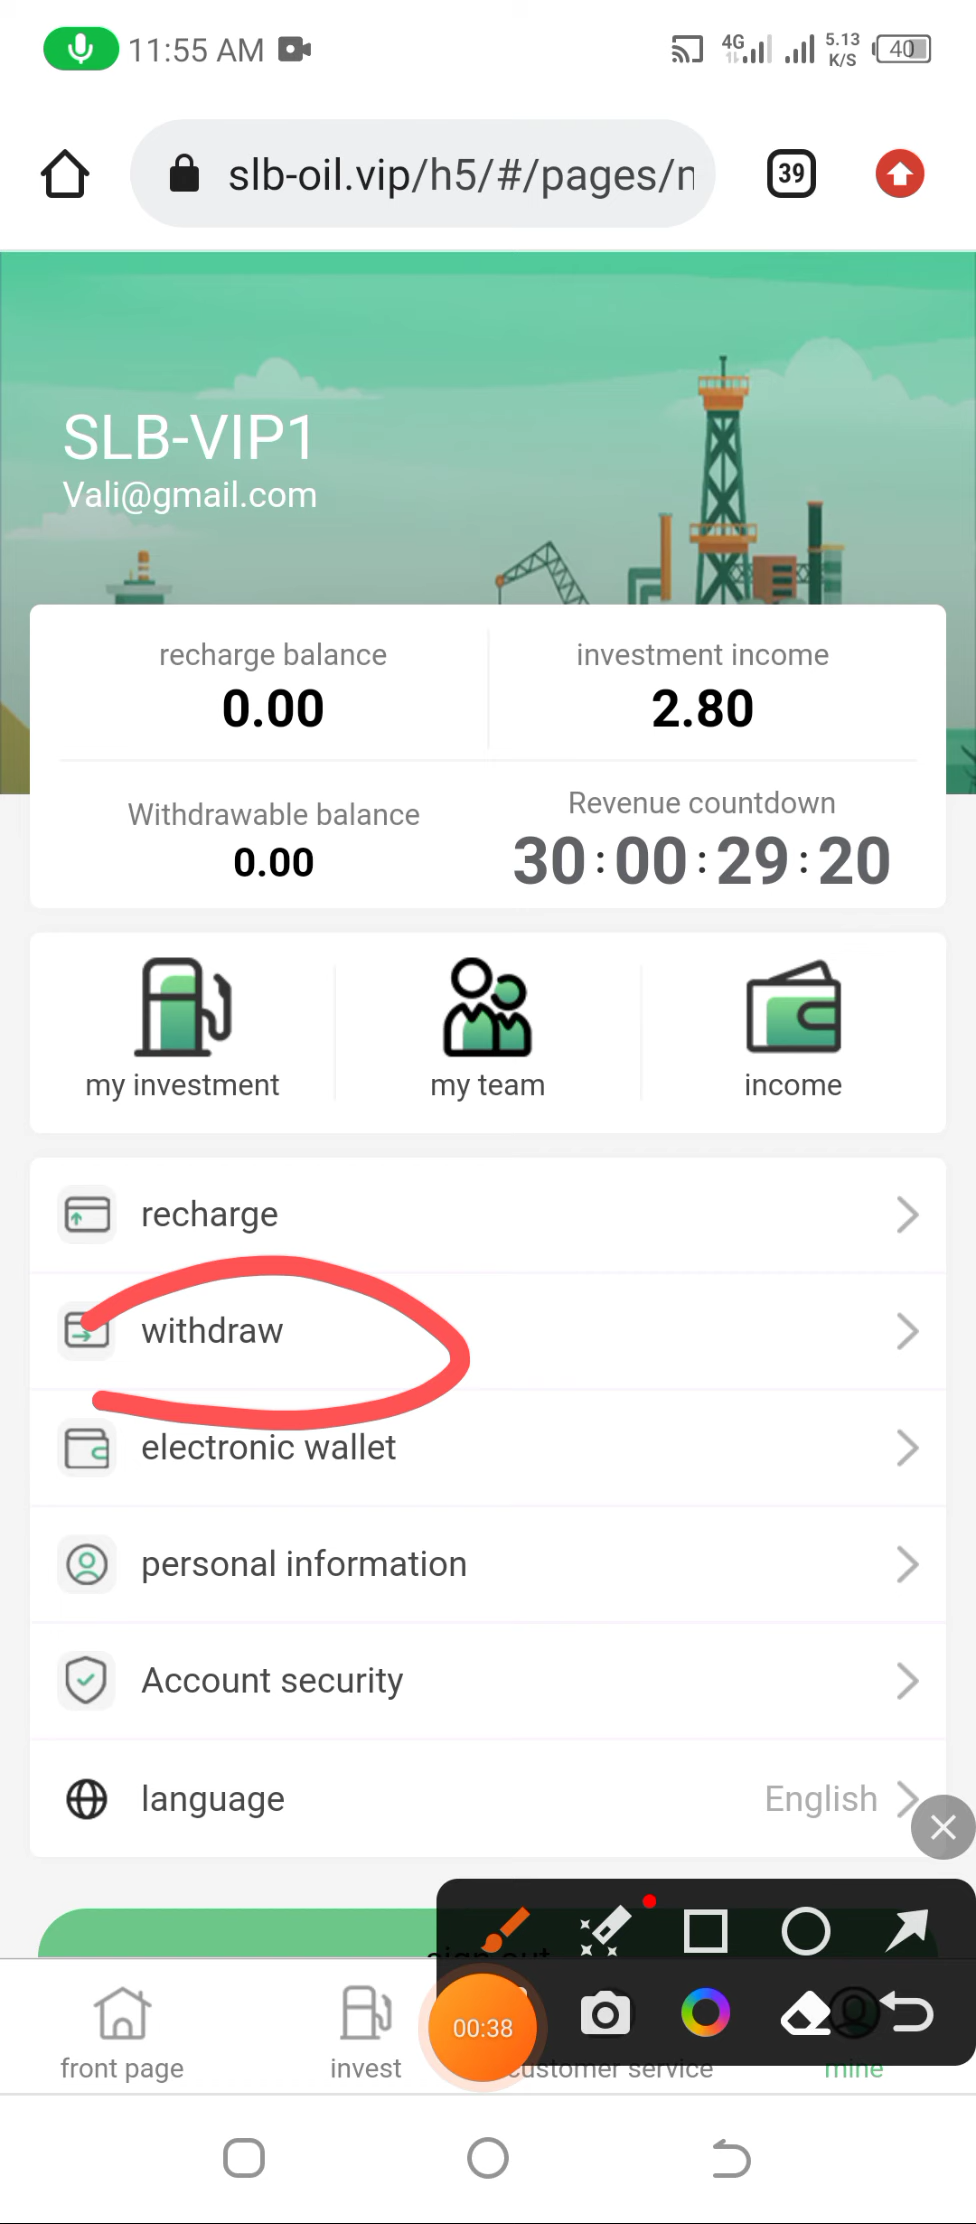 11:55 AM
4G
5.13
K/S
40
slb-oil.vip/h5/#/pages/n
39
SLB-VIP1
Vali@gmail.com
recharge balance
investment income
0.00
2.80
Withdrawable balance
Revenue countdown
0.00
30:00:29:20
my investment
my team
income
recharge
withdraw
electronic wallet
personal information
Account security
language
English
sign out
00:38
front page
invest
customer service
mine